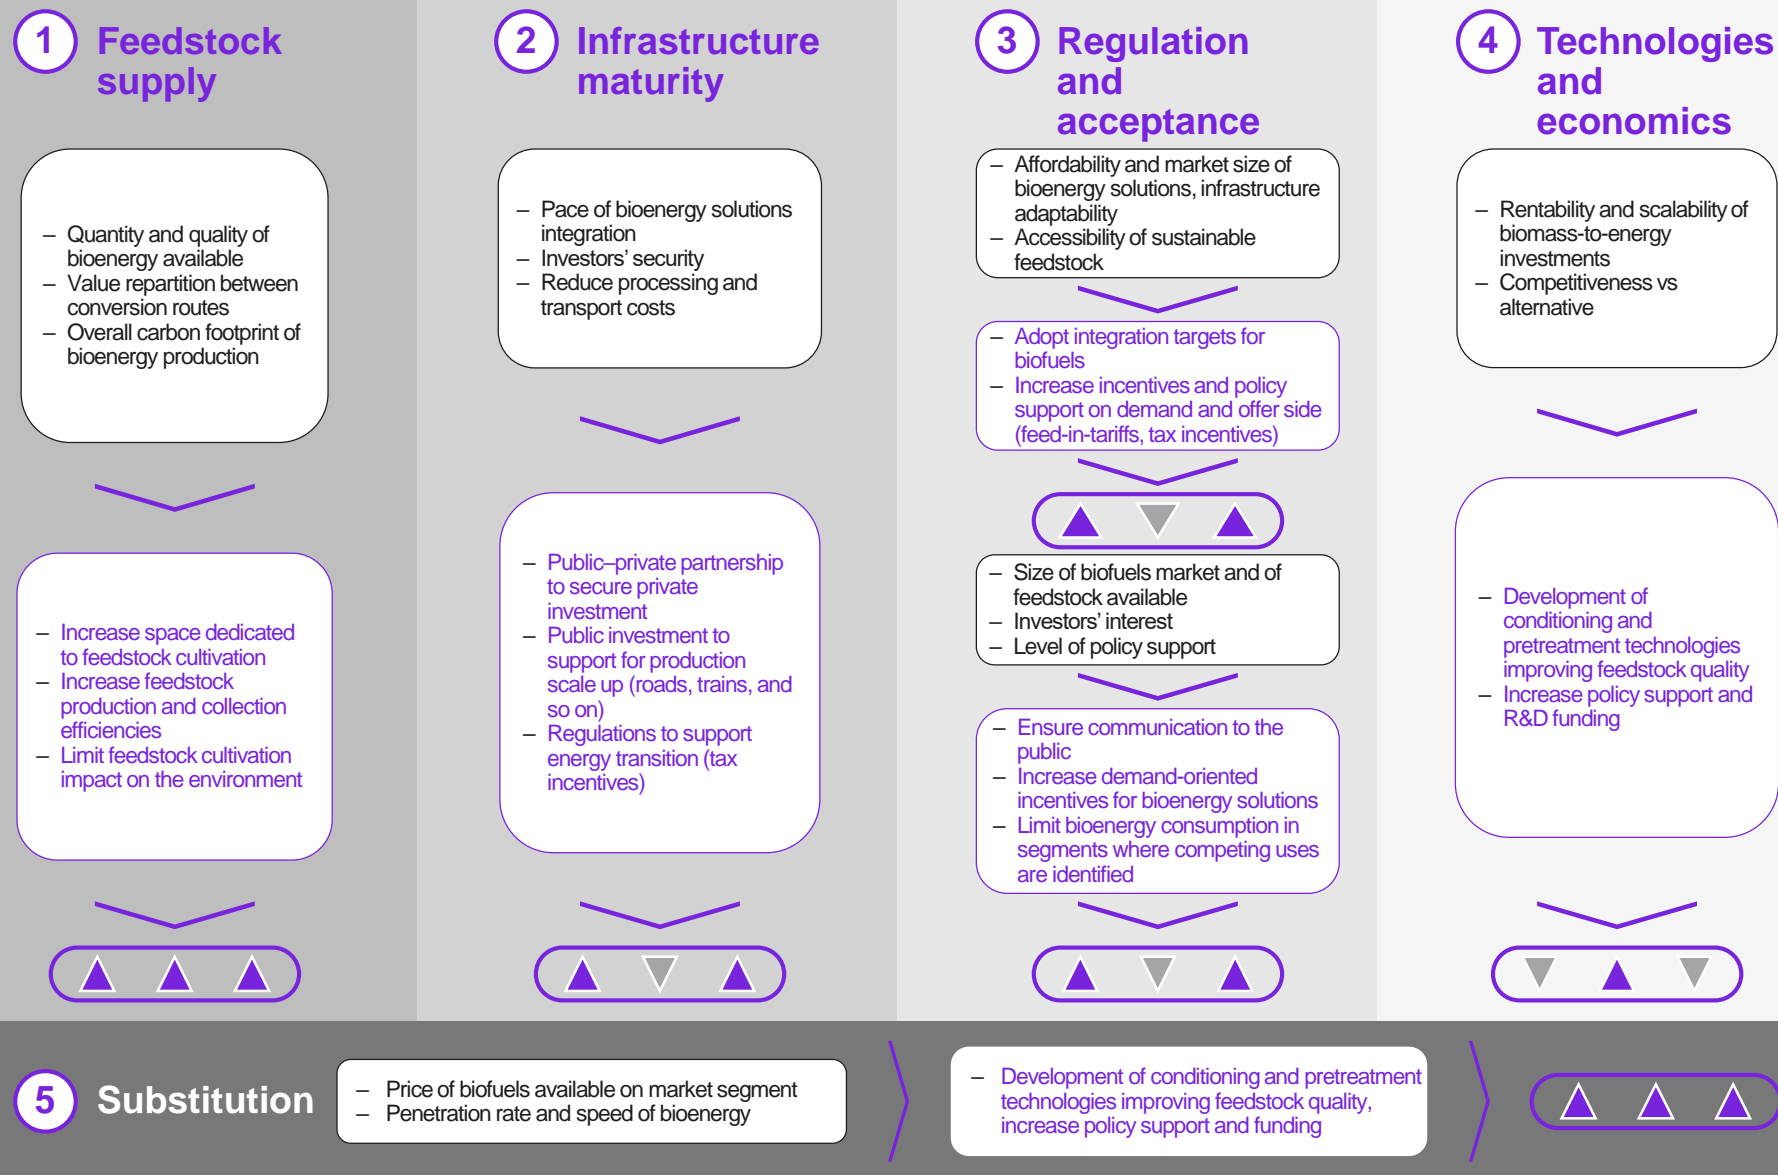 1
Feedstock
supply
– Quantity and quality of
bioenergy available
– Value repartition between
conversion routes
– Overall carbon footprint of
bioenergy production
– Increase space dedicated
to feedstock cultivation
– Increase feedstock
production and collection
efficiencies
– Limit feedstock cultivation
impact on the environment
2
Infrastructure
maturity
– Pace of bioenergy solutions
integration
– Investors’ security
– Reduce processing and
transport costs
– Public–private partnership
to secure private
investment
– Public investment to
support for production
scale up (roads, trains, and
so on)
– Regulations to support
energy transition (tax
incentives)
3
Regulation
and
acceptance
– Affordability and market size of
bioenergy solutions, infrastructure
adaptability
– Accessibility of sustainable
feedstock
– Adopt integration targets for
biofuels
– Increase incentives and policy
support on demand and offer side
(feed-in-tariffs, tax incentives)
– Size of biofuels market and of
feedstock available
– Investors’ interest
– Level of policy support
– Ensure communication to the
public
– Increase demand-oriented
incentives for bioenergy solutions
– Limit bioenergy consumption in
segments where competing uses
are identified
4
Technologies
and
economics
– Rentability and scalability of
biomass-to-energy
investments
– Competitiveness vs
alternative
– Development of
conditioning and
pretreatment technologies
improving feedstock quality
– Increase policy support and
R&D funding
5
Substitution
– Price of biofuels available on market segment
– Penetration rate and speed of bioenergy
– Development of conditioning and pretreatment
technologies improving feedstock quality,
increase policy support and funding